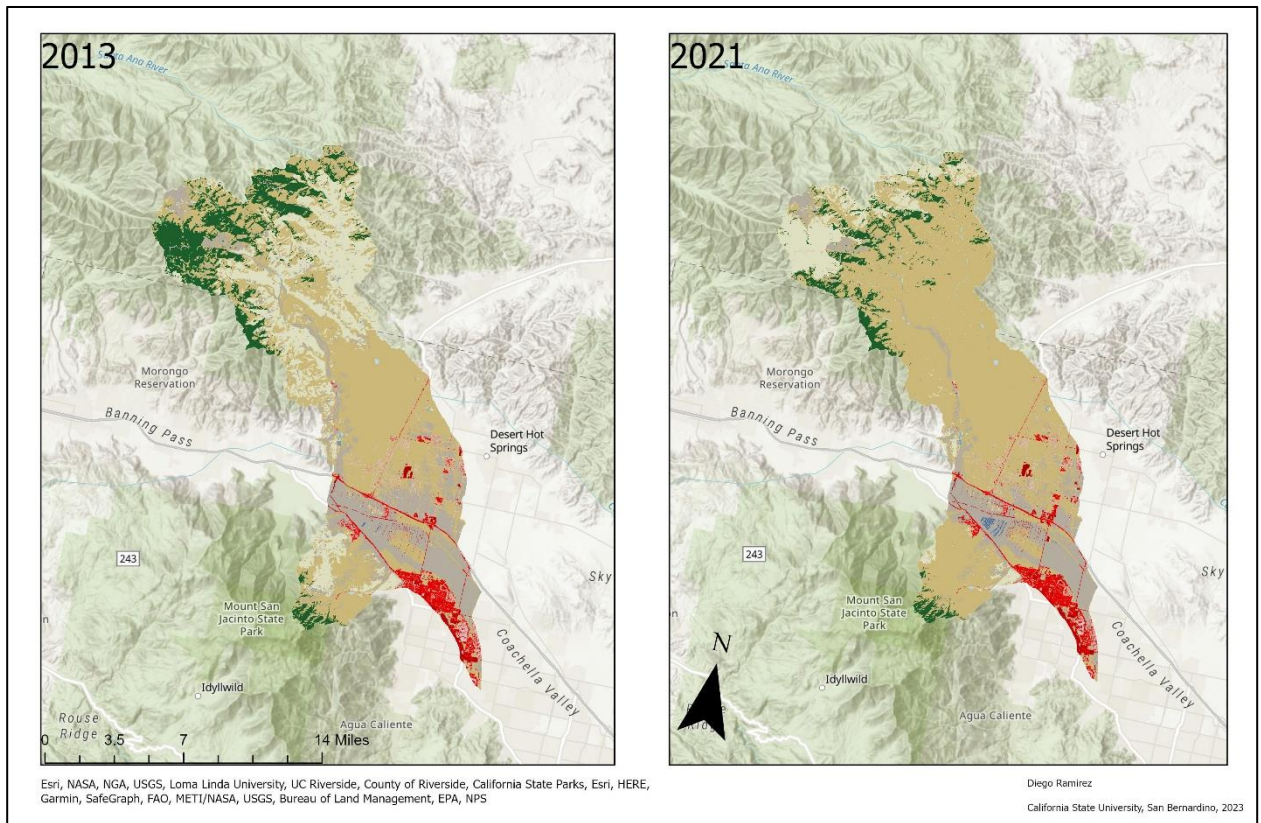 2013
Santa Ana River
Morongo
Reservation
Banning Pass
Desert Hot
Springs
243
Sky
Mount San
Jacinto State
Park
Coachella Valley
Idyllwild
Rouse
Ridge
Agua Caliente
0 3.5 7 14 Miles
2021
Santa Ana River
Morongo
Reservation
Banning Pass
Desert Hot
Springs
243
Sky
Mount San
Jacinto State
Park
Coachella Valley
N
Idyllwild
Agua Caliente
Esri, NASA, NGA, USGS, Loma Linda University, UC Riverside, County of Riverside, California State Parks, Esri, HERE,
Garmin, SafeGraph, FAO, METI/NASA, USGS, Bureau of Land Management, EPA, NPS
Diego Ramirez
California State University, San Bernardino, 2023